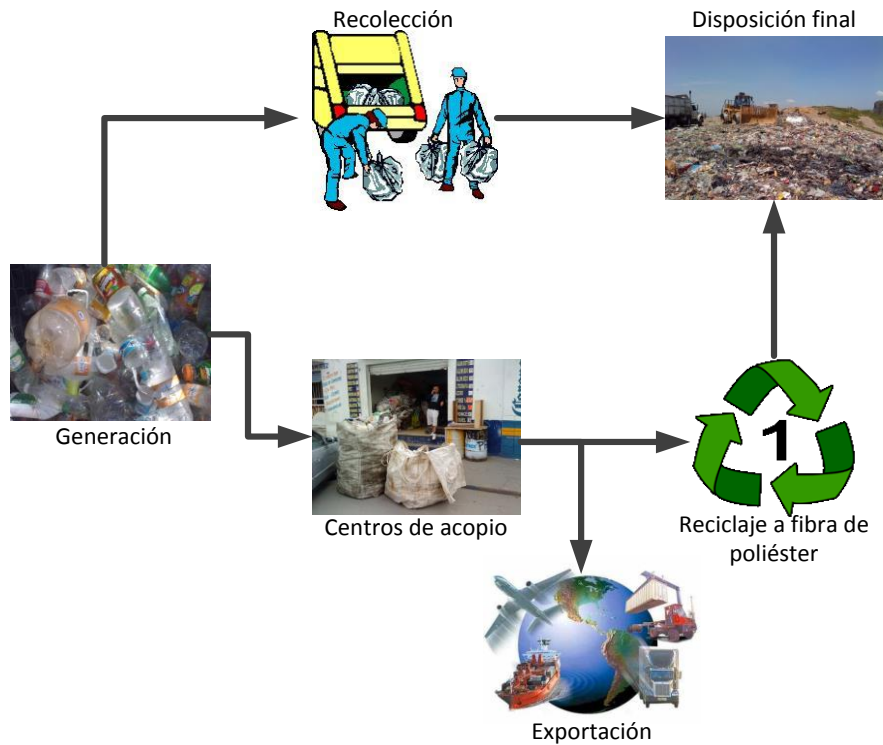 Recolección
Disposición final
Generación
Centros de acopio
1
Reciclaje a fibra de
poliéster
Exportación